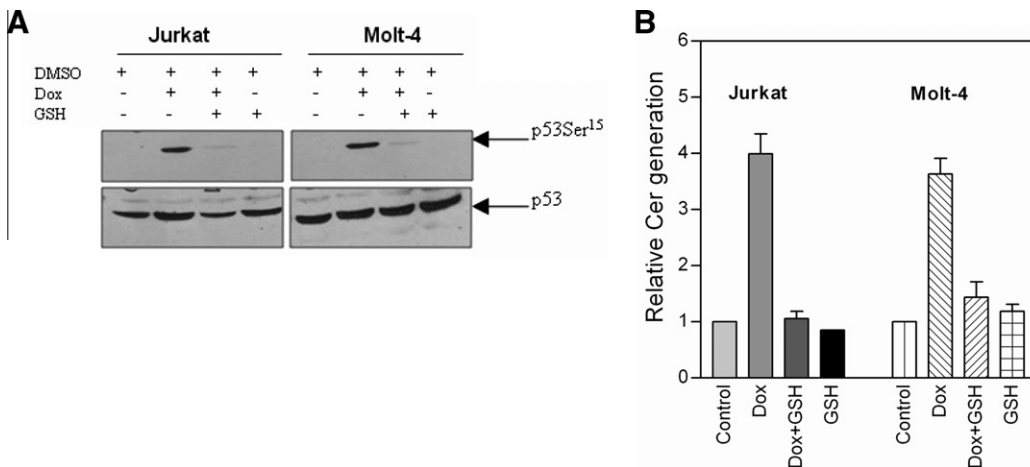 A
Jurkat Molt-4
DMSO + + + + + + + +
Dox - + + - - + + -
GSH - - + + - - + +
p53Ser15
p53
B
Relative Cer generation
6
5
4
3
2
1
0
Jurkat Molt-4
Control Dox Dox+GSH GSH Control Dox Dox+GSH GSH